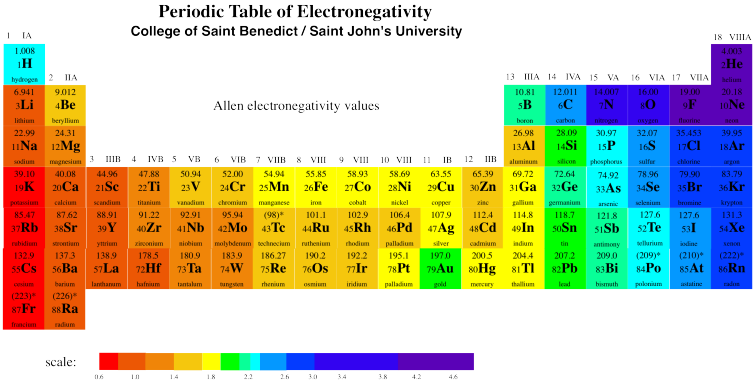 Periodic Table of Electronegativity
College of Saint Benedict / Saint John's University
1 IA
18 VIIIA
1.008 4.003
1H 2He
hydrogen helium
2 IIA
13 IIIA 14 IVA 15 VA 16 VIA 17 VIIA
6.941 9.012 10.81 12.011 14.007 16.00 19.00 20.18
3Li 4Be 5B 6C 7N 8O 9F 10Ne
lithium beryllium boron carbon nitrogen oxygen fluorine neon
Allen electronegativity values
22.99 24.31 26.98 28.09 30.97 32.07 35.453 39.95
11Na 12Mg 13Al 14Si 15P 16S 17Cl 18Ar
sodium magnesium aluminum silicon phosphorus sulfur chlorine argon
3 IIIB 4 IVB 5 VB 6 VIB 7 VIIB 8 VIII 9 VIII 10 VIII 11 IB 12 IIB
39.10 40.08 44.96 47.88 50.94 52.00 54.94 55.85 58.93 58.69 63.55 65.39 69.72 72.64 74.92 78.96 79.90 83.79
19K 20Ca 21Sc 22Ti 23V 24Cr 25Mn 26Fe 27Co 28Ni 29Cu 30Zn 31Ga 32Ge 33As 34Se 35Br 36Kr
potassium calcium scandium titanium vanadium chromium manganese iron cobalt nickel copper zinc gallium germanium arsenic selenium bromine krypton
85.47 87.62 88.91 91.22 92.91 95.94 (98)* 101.1 102.9 106.4 107.9 112.4 114.8 118.7 121.8 127.6 127.6 131.3
37Rb 38Sr 39Y 40Zr 41Nb 42Mo 43Tc 44Ru 45Rh 46Pd 47Ag 48Cd 49In 50Sn 51Sb 52Te 53I 54Xe
rubidium strontium yttrium zirconium niobium molybdenum technecium ruthenium rhodium palladium silver cadmium indium tin antimony tellurium iodine xenon
132.9 137.3 138.9 178.5 180.9 183.9 186.27 190.2 192.2 195.1 197.0 200.5 204.4 207.2 209.0 (209)* (210)* (222)*
55Cs 56Ba 57La 72Hf 73Ta 74W 75Re 76Os 77Ir 78Pt 79Au 80Hg 81Tl 82Pb 83Bi 84Po 85At 86Rn
cesium barium lanthanum hafnium tantalum tungsten rhenium osmium iridium palladium gold mercury thallium lead bismuth polonium astatine radon
(223)* (226)*
87Fr 88Ra
francium radium
scale:
0.6 1.0 1.4 1.8 2.2 2.6 3.0 3.4 3.8 4.2 4.6